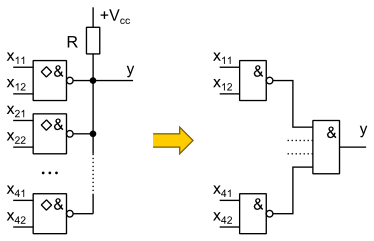 +Vcc
R
x11
x12
◇&
y
x21
x22
◇&
...
x41
x42
◇&
x11
x12
&
&
y
x41
x42
&